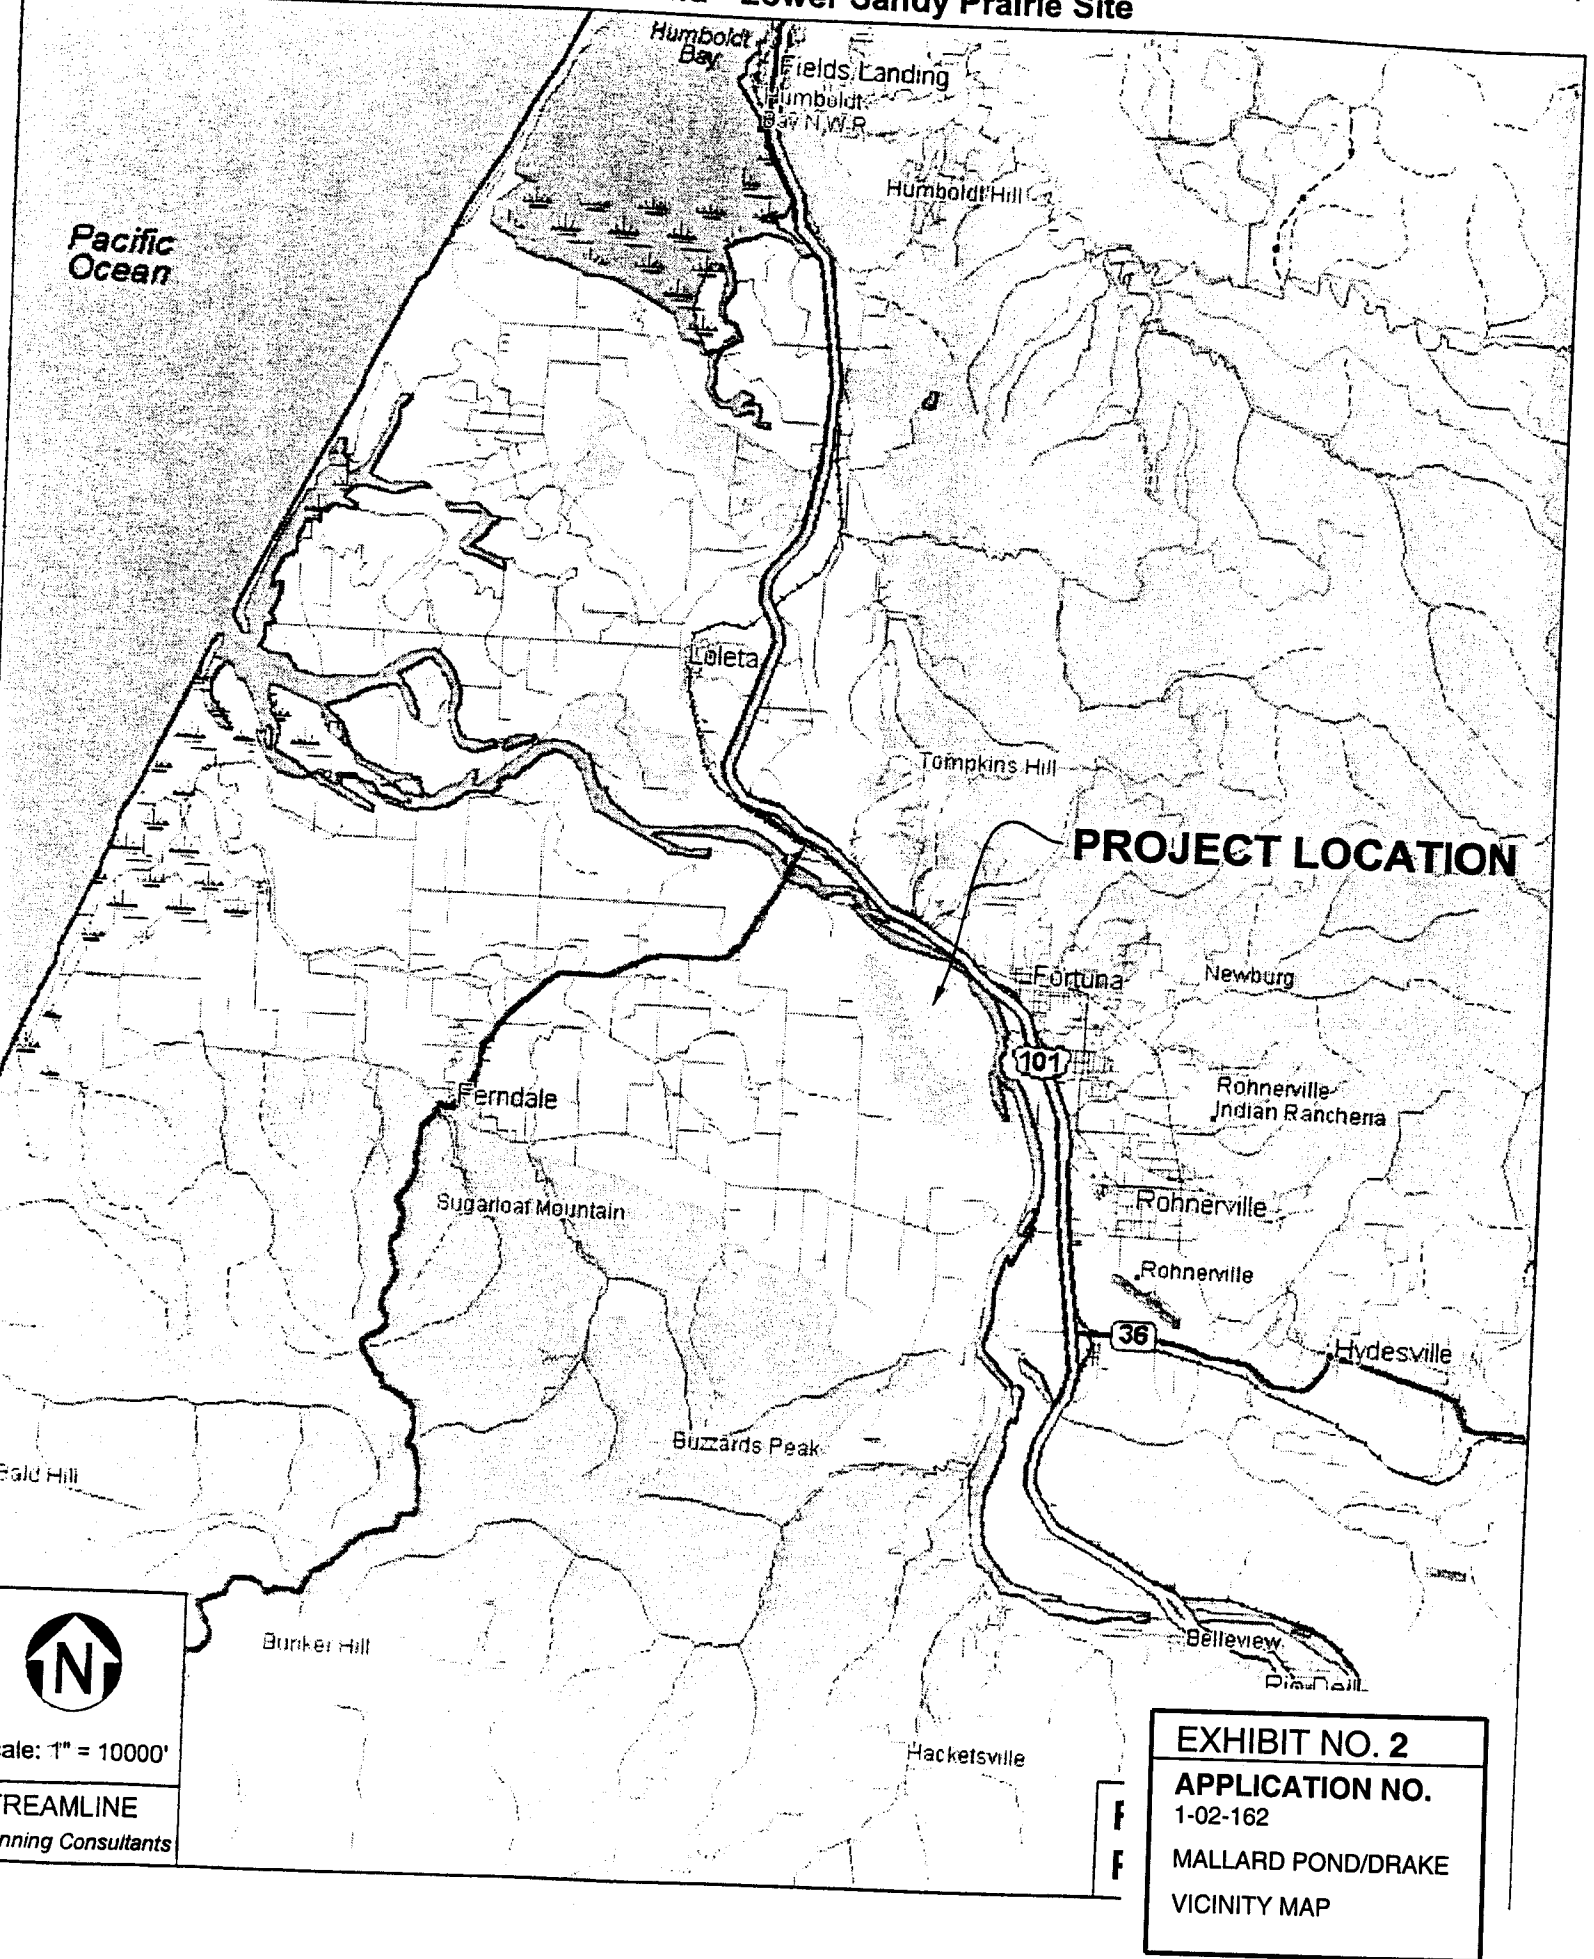 Lower Sandy Prairie Site
Humboldt
Bay
Fields Landing
Humboldt
Bay N.W.R.
Humboldt Hill
Pacific
Ocean
Loleta
Tompkins Hill
PROJECT LOCATION
Fortuna
Newburg
101
Rohnerville
Indian Rancheria
Ferndale
Sugarloaf Mountain
Rohnerville
Rohnerville
36
Hydesville
Buzzards Peak
Bald Hill
Bunker Hill
Belleview
N
Scale: 1" = 10000'
Hacketsville
TREAMLINE
nning Consultants
EXHIBIT NO. 2
APPLICATION NO.
1-02-162
MALLARD POND/DRAKE
VICINITY MAP